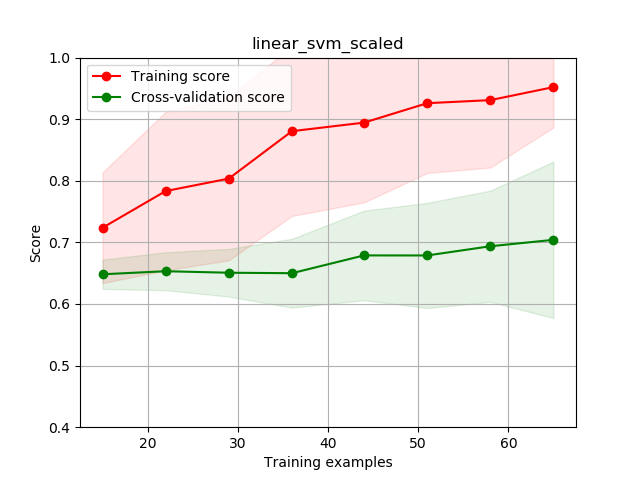 linear_svm_scaled
Training score
Cross-validation score
1.0
0.9
0.8
0.7
0.6
0.5
0.4
Score
20 30 40 50 60
Training examples